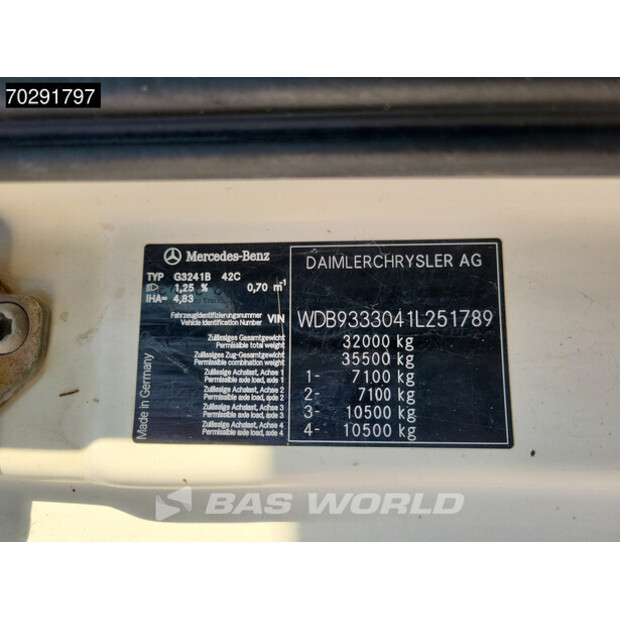 70291797
Mercedes-Benz
TYP G3241B 42C
1,25 % 0,70 m¹
IHA= 4,83
Fahrzeugidentifizierungsnummer
Vehicle Identification Number VIN
Made in Germany
DAIMLERCHRYSLER AG
WDB9333041L251789
Zulässiges Gesamtgewicht
Permissible total weight
32000 kg
Zulässiges Zug-Gesamtgewicht
Permissible combination weight
35500 kg
Zulässige Achslast, Achse 1
Permissible axle load, axle 1
1- 7100 kg
Zulässige Achslast, Achse 2
Permissible axle load, axle 2
2- 7100 kg
Zulässige Achslast, Achse 3
Permissible axle load, axle 3
3- 10500 kg
Zulässige Achslast, Achse 4
Permissible axle load, axle 4
4- 10500 kg
BAS WORLD